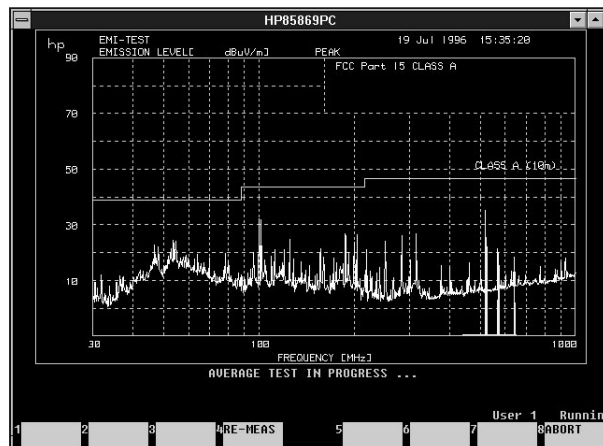 HP85869PC
hp
EMI-TEST 19 Jul 1996 15:35:20
EMISSION LEVEL[ dBuV/m] PEAK
90
FCC Part 15 CLASS A
70
50
CLASS A (10m)
30
10
30 100 1000
FREQUENCY [MHz]
AVERAGE TEST IN PROGRESS ...
User 1 Runnin
1 2 3 4RE-MEAS 5 6 7 8ABORT